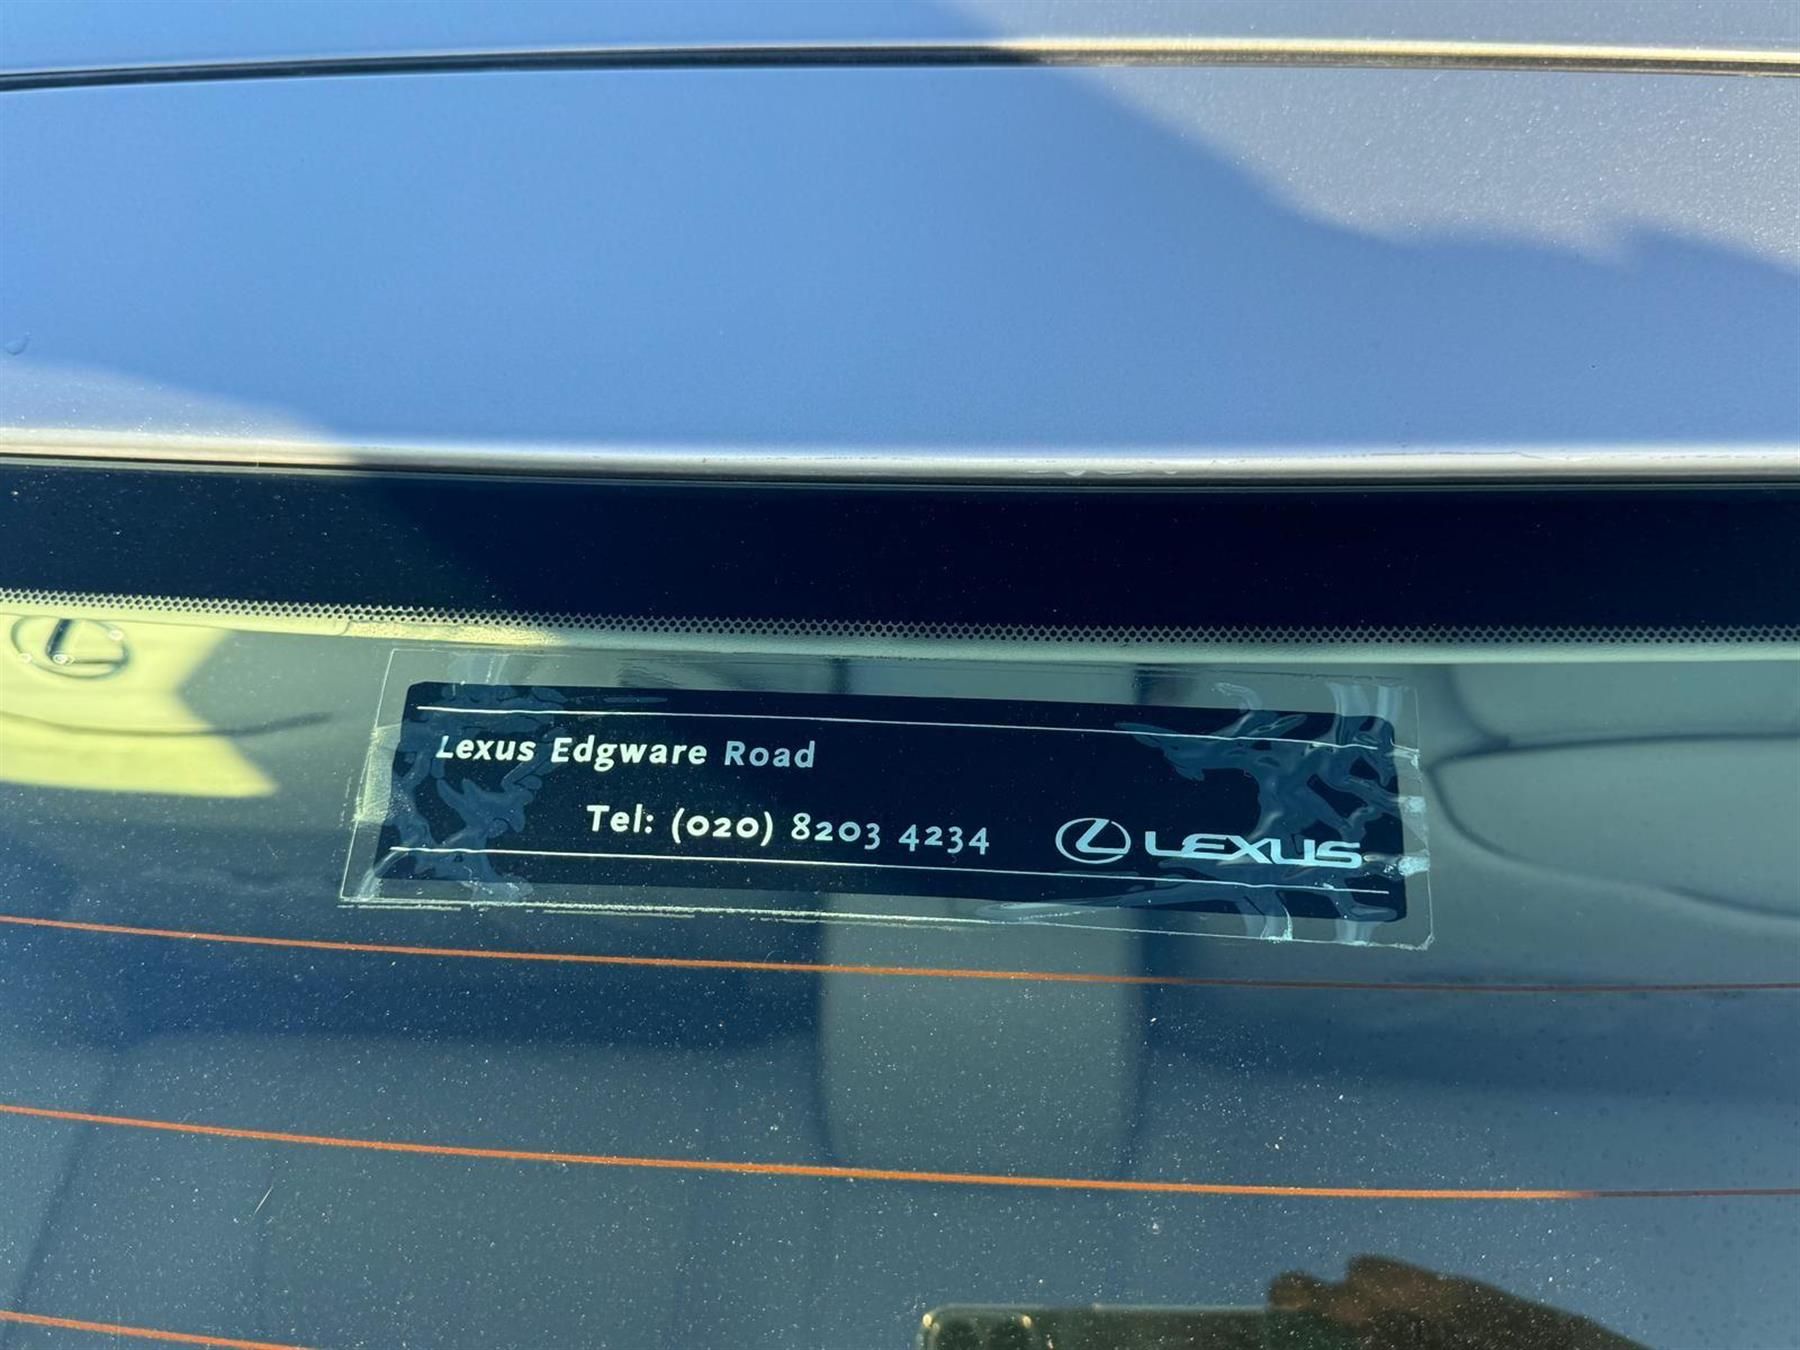 Lexus Edgware Road
Tel: (020) 8203 4234
LEXUS